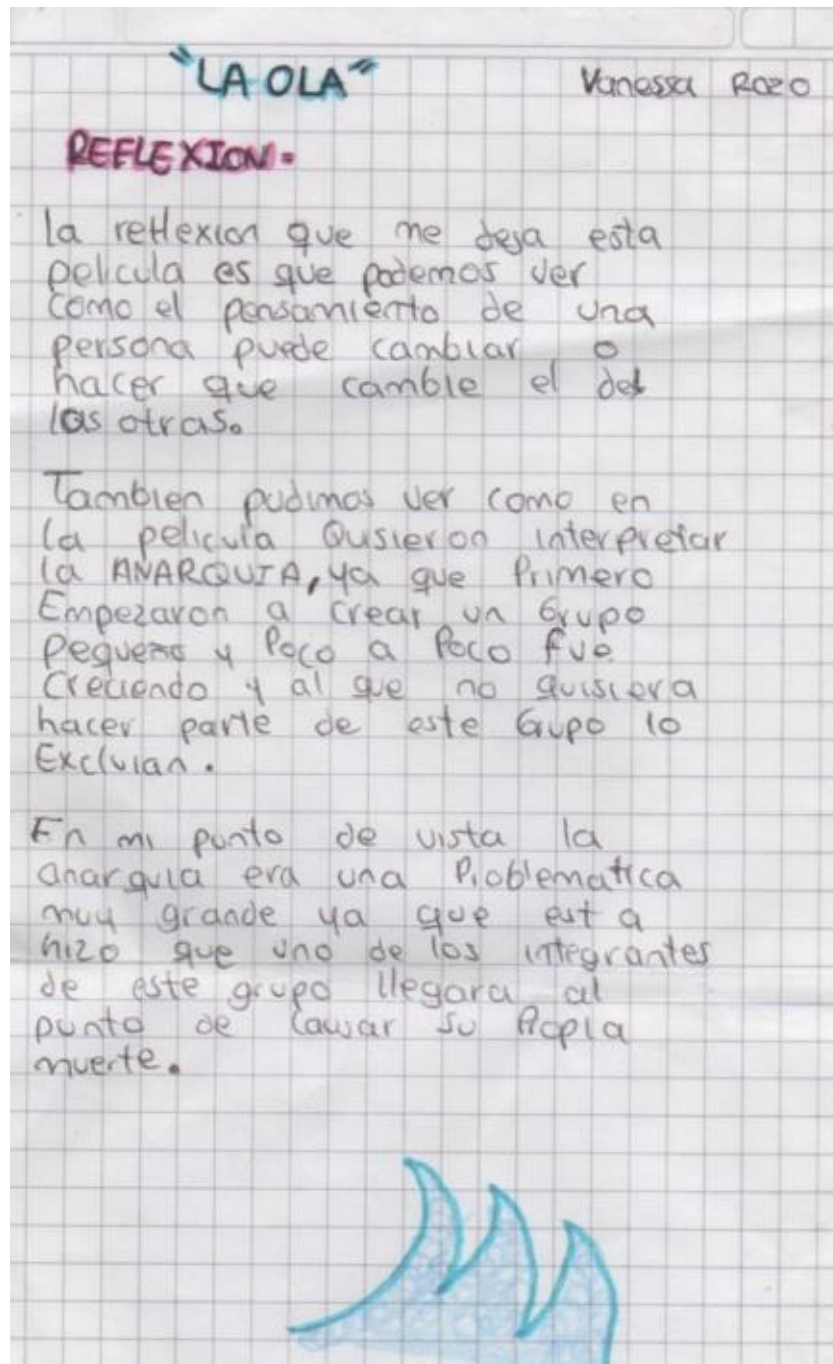 "LA OLA"
Vanessa Rozo
REFLEXION.
la reflexion que me deja esta
pelicula es que podemos ver
como el pensamiento de una
persona puede cambiar o
hacer que cambie el del
las otras.
Tambien pudimos ver como en
la pelicula Qusieron interpretar
la ANARQUIA, ya que Primero
Empezaron a crear un Grupo
Pequeño y Poco a Poco fue
Creciendo y al que no quisiera
hacer parte de este Gupo lo
Excluian.
En mi punto de vista la
anarquia era una Problematica
muy grande ya que est a
hizo que uno de los integrantes
de este grupo llegara al
punto de Causar su Propia
muerte.